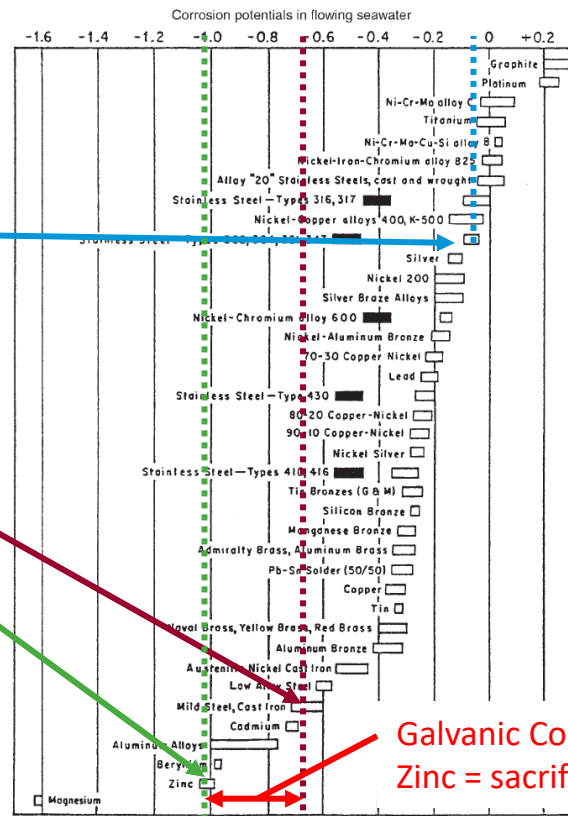 Corrosion potentials in flowing seawater
-1.6 -1.4 -1.2 -1.0 -0.8 -0.6 -0.4 -0.2 0 +0.2
Graphite
Platinum
Ni-Cr-Mo alloy C
Titanium
Ni-Cr-Mo-Cu-Si alloy B
Nickel-Iron-Chromium alloy 825
Alloy "20" Stainless Steels, cast and wrought
Stainless Steel-Types 316, 317
Nickel-Copper alloys 400, K-500
Stainless Steel-Types
Silver
Nickel 200
Silver Braze Alloys
Nickel-Chromium alloy 600
Nickel-Aluminum Bronze
70-30 Copper Nickel
Lead
Stainless Steel-Type 430
80-20 Copper-Nickel
90-10 Copper-Nickel
Nickel Silver
Stainless Steel-Types 410, 416
Tin Bronzes (G & M)
Silicon Bronze
Manganese Bronze
Admiralty Brass, Aluminum Brass
Pb-Sn Solder (50/50)
Copper
Tin
Naval Brass, Yellow Brass, Red Brass
Aluminum Bronze
Austenitic Nickel Cast Iron
Low Alloy Steel
Mild Steel, Cast Iron
Cadmium
Aluminum Alloys
Beryllium
Zinc
Magnesium
Galvanic Co
Zinc = sacrif